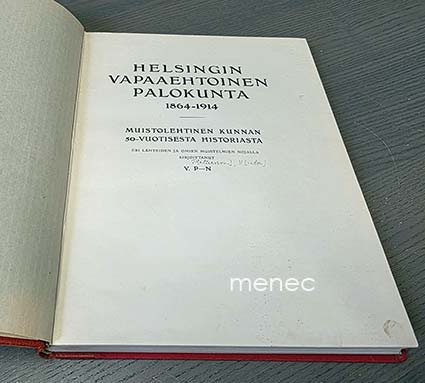 HELSINGIN
VAPAAEHTOINEN
PALOKUNTA
1864-1914
MUISTOLEHTINEN KUNNAN
50-VUOTISESTA HISTORIASTA
ERI LÄHTEIDEN JA OMIEN MUISTELMIEN NOJALLA
KIRJOITTANUT
V. P—N
menec